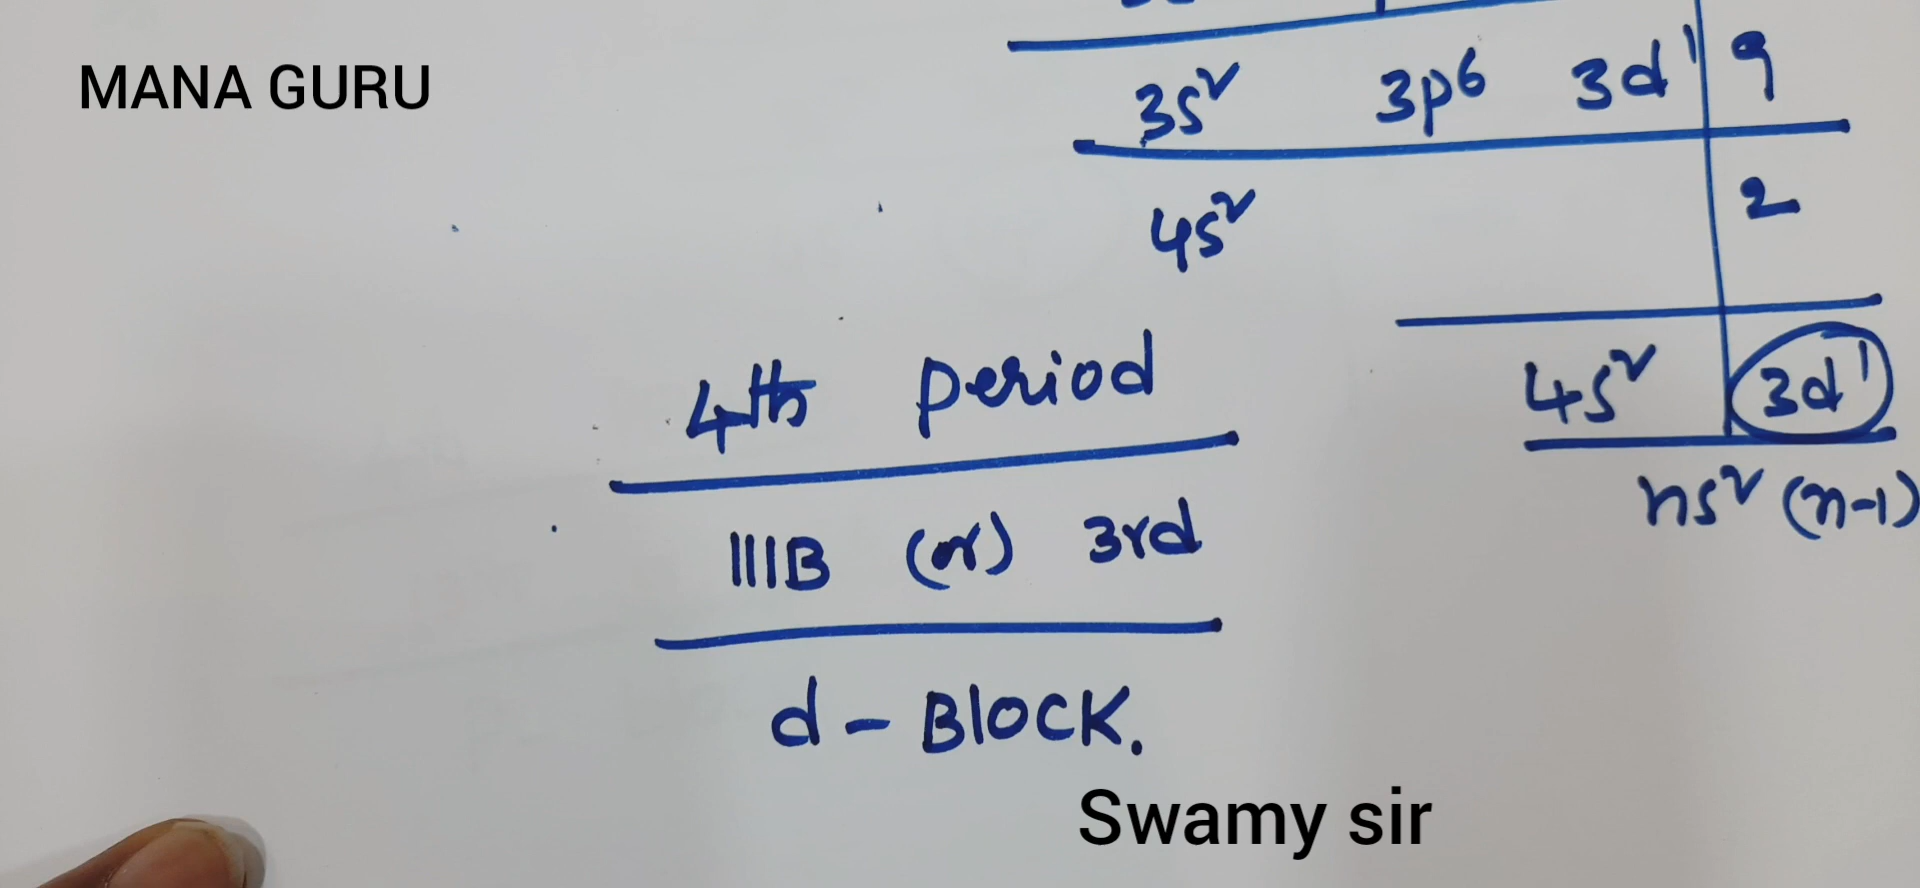 MANA GURU
3s² 3p6 3d1 9
4s² 2
4s² 3d1
ns² (n-1)
4th period
IIIB (or) 3rd
d - Block.
Swamy sir